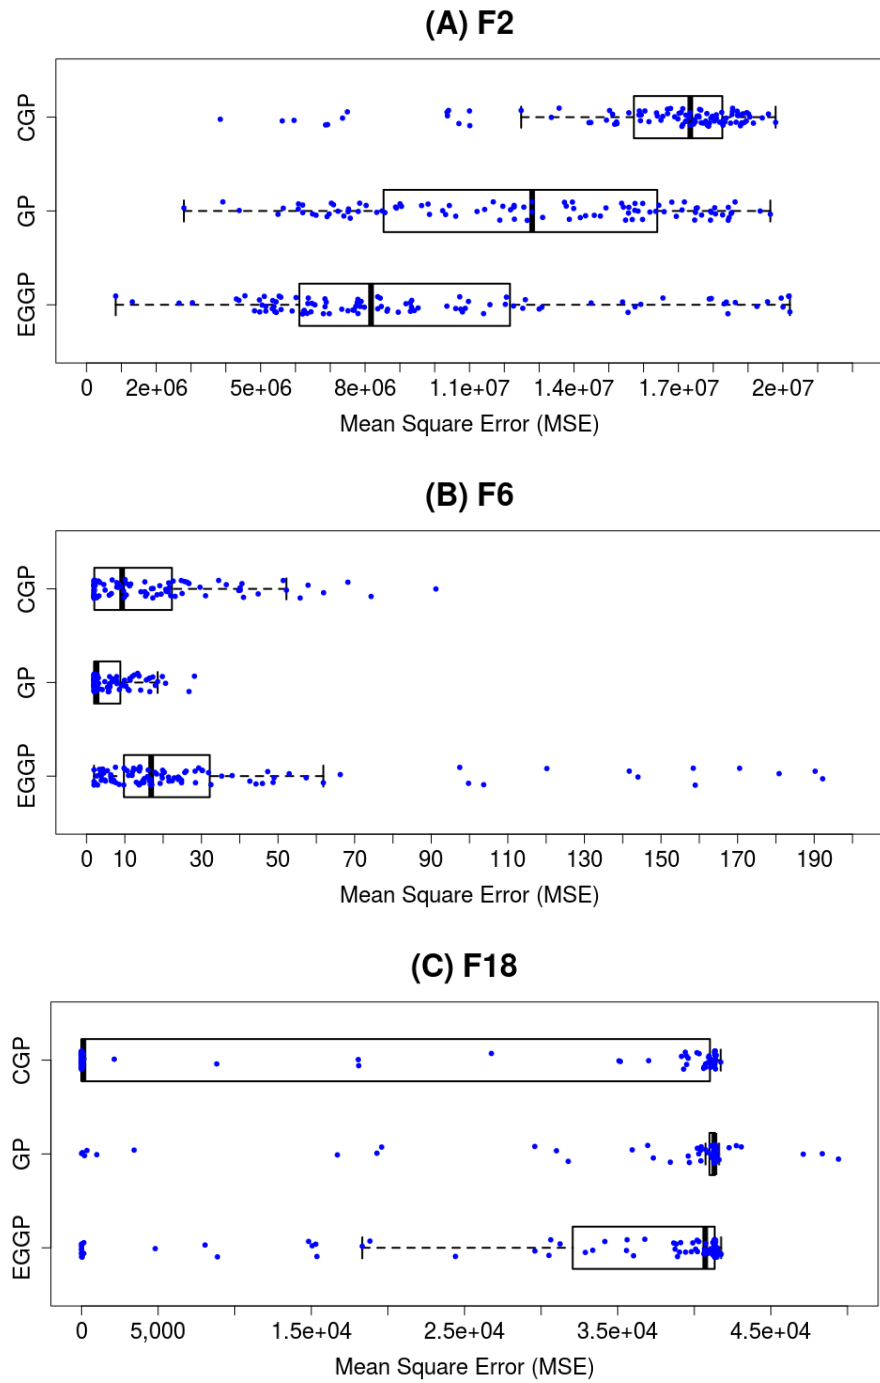 (A) F2
CGP
GP
EGGP
0 2e+06 5e+06 8e+06 1.1e+07 1.4e+07 1.7e+07 2e+07
Mean Square Error (MSE)
(B) F6
CGP
GP
EGGP
0 10 30 50 70 90 110 130 150 170 190
Mean Square Error (MSE)
(C) F18
CGP
GP
EGGP
0 5,000 1.5e+04 2.5e+04 3.5e+04 4.5e+04
Mean Square Error (MSE)